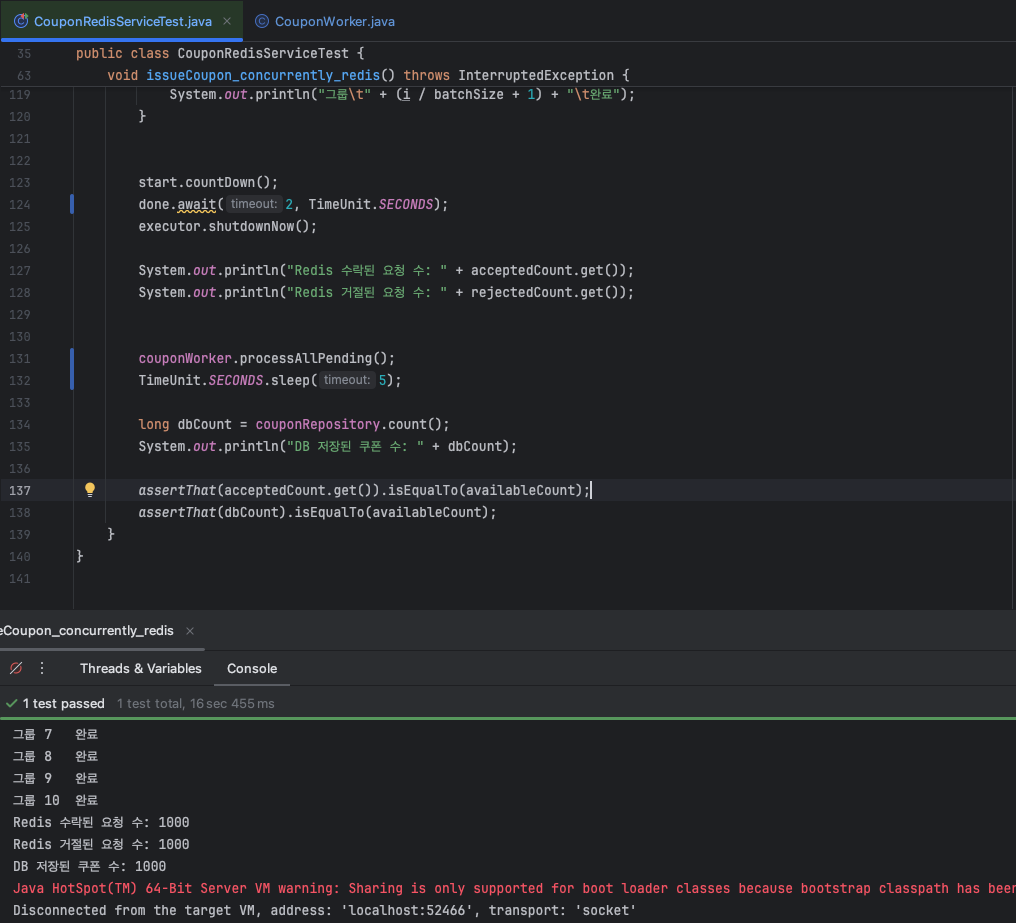 CouponRedisServiceTest.java × CouponWorker.java
35 public class CouponRedisServiceTest {
63 void issueCoupon_concurrently_redis() throws InterruptedException {
119 System.out.println("그룹\t" + (i / batchSize + 1) + "\t완료");
120 }
121
122
123 start.countDown();
124 done.await( timeout: 2, TimeUnit.SECONDS);
125 executor.shutdownNow();
126
127 System.out.println("Redis 수락된 요청 수: " + acceptedCount.get());
128 System.out.println("Redis 거절된 요청 수: " + rejectedCount.get());
129
130
131 couponWorker.processAllPending();
132 TimeUnit.SECONDS.sleep( timeout: 5);
133
134 long dbCount = couponRepository.count();
135 System.out.println("DB 저장된 쿠폰 수: " + dbCount);
136
137 assertThat(acceptedCount.get()).isEqualTo(availableCount);
138 assertThat(dbCount).isEqualTo(availableCount);
139 }
140 }
141
eCoupon_concurrently_redis ×
Threads & Variables Console
1 test passed 1 test total, 16 sec 455 ms
그룹 7 완료
그룹 8 완료
그룹 9 완료
그룹 10 완료
Redis 수락된 요청 수: 1000
Redis 거절된 요청 수: 1000
DB 저장된 쿠폰 수: 1000
Java HotSpot(TM) 64-Bit Server VM warning: Sharing is only supported for boot loader classes because bootstrap classpath has been
Disconnected from the target VM, address: 'localhost:52466', transport: 'socket'